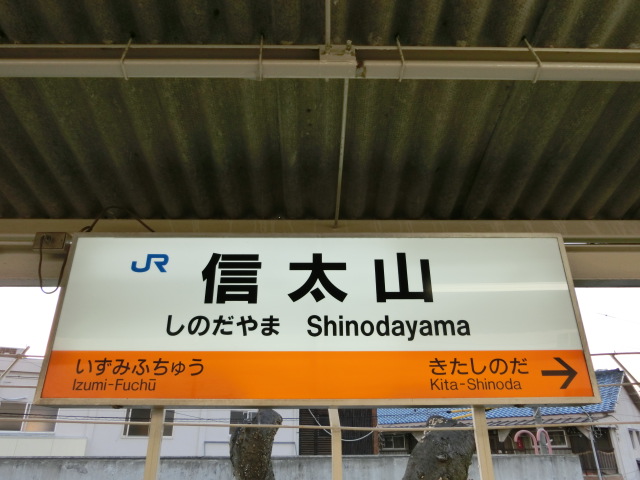 JR 信太山
しのだやま Shinodayama
いずみふちゅう きたしのだ →
Izumi-Fuchū Kita-Shinoda